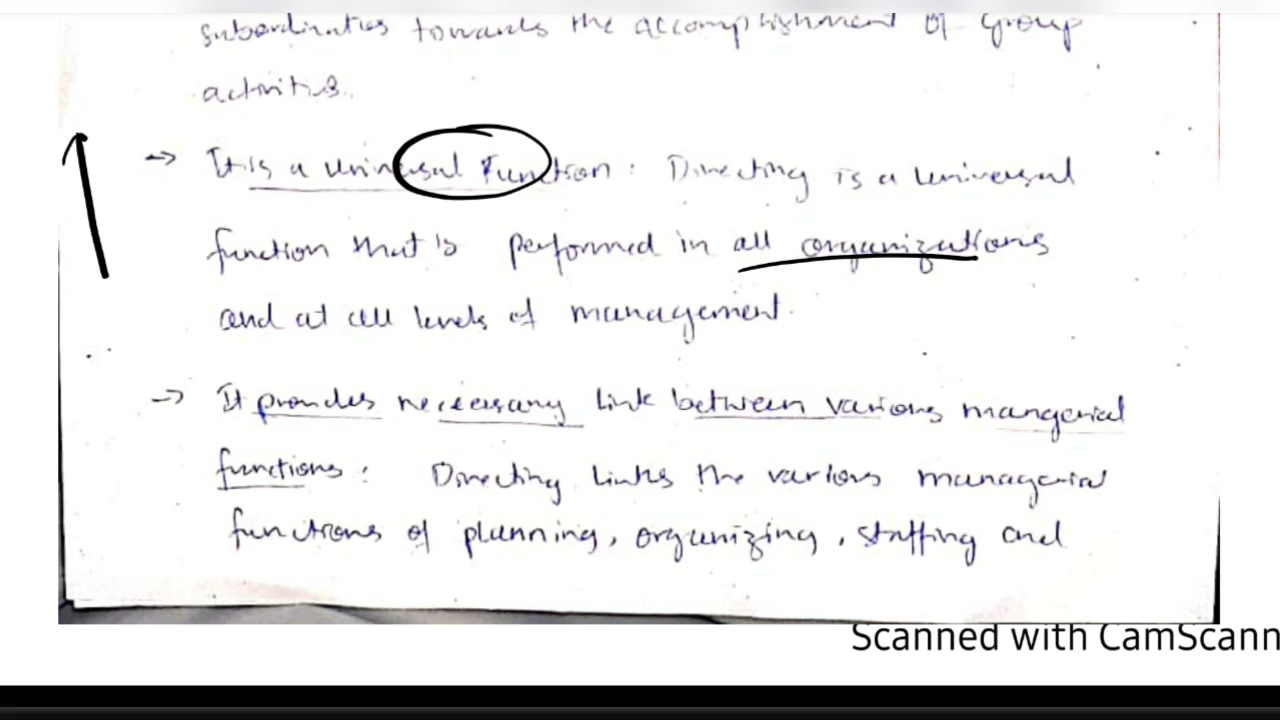 subordinates towards the accomplishment of group
activities.
→ It is a universal Function : Directing is a universal
function that is performed in all organizations
and at all levels of management.
→ It provides necessary link between various mangerial
functions : Directing links the various managerial
functions of planning, organizing, staffing and
Scanned with CamScann